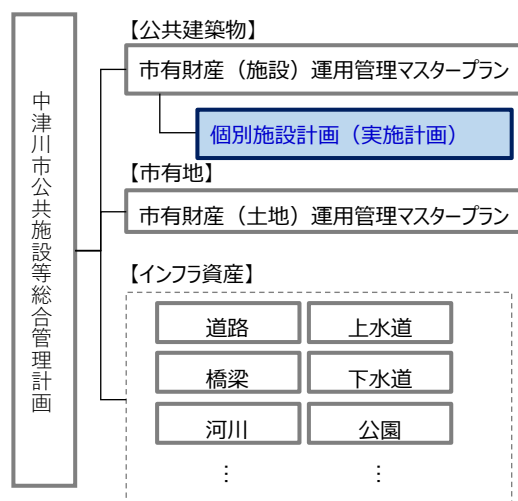 中津川市公共施設等総合管理計画
【公共建築物】
市有財産（施設）運用管理マスタープラン
個別施設計画（実施計画）
【市有地】
市有財産（土地）運用管理マスタープラン
【インフラ資産】
道路 上水道
橋梁 下水道
河川 公園
⋮ ⋮